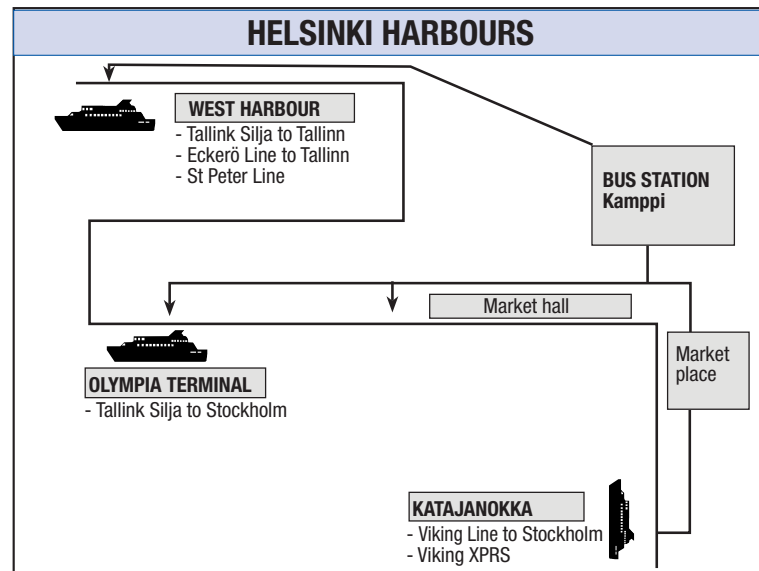 HELSINKI HARBOURS
WEST HARBOUR
- Tallink Silja to Tallinn
- Eckerö Line to Tallinn
- St Peter Line
BUS STATION
Kamppi
Market hall
Market
place
OLYMPIA TERMINAL
- Tallink Silja to Stockholm
KATAJANOKKA
- Viking Line to Stockholm
- Viking XPRS